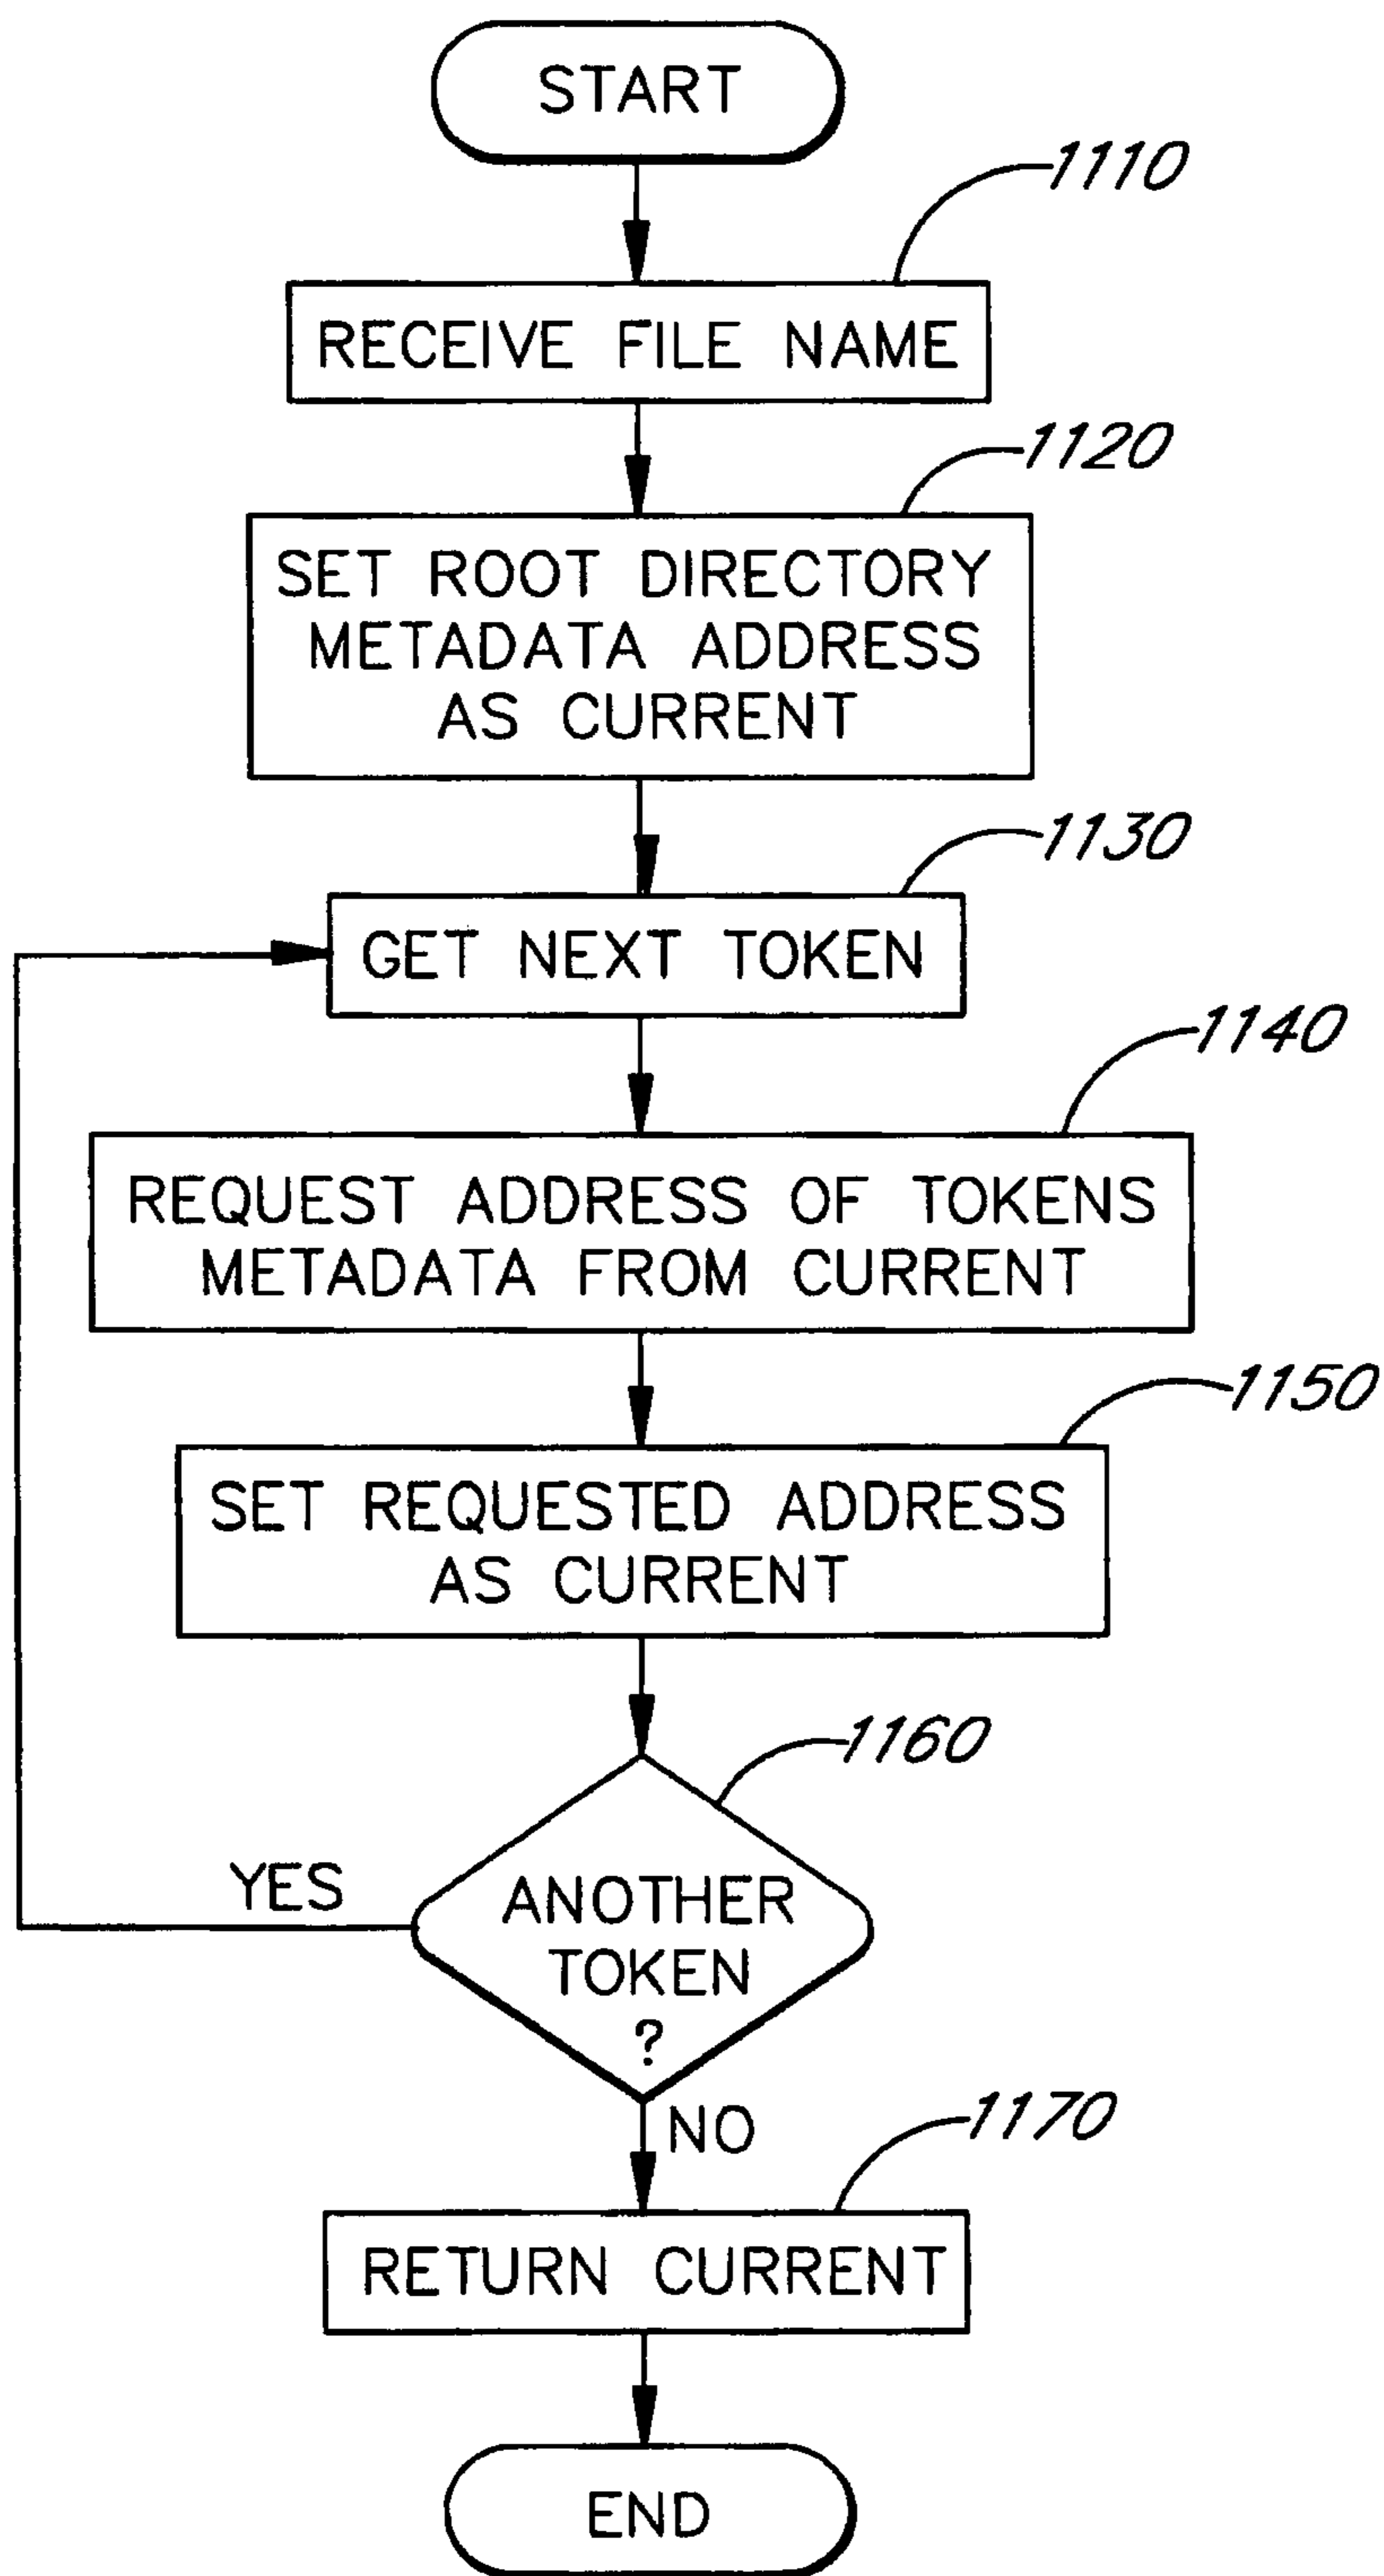 START
1110
RECEIVE FILE NAME
1120
SET ROOT DIRECTORY
METADATA ADDRESS
AS CURRENT
1130
GET NEXT TOKEN
1140
REQUEST ADDRESS OF TOKENS
METADATA FROM CURRENT
1150
SET REQUESTED ADDRESS
AS CURRENT
1160
YES
ANOTHER
TOKEN
?
NO
1170
RETURN CURRENT
END